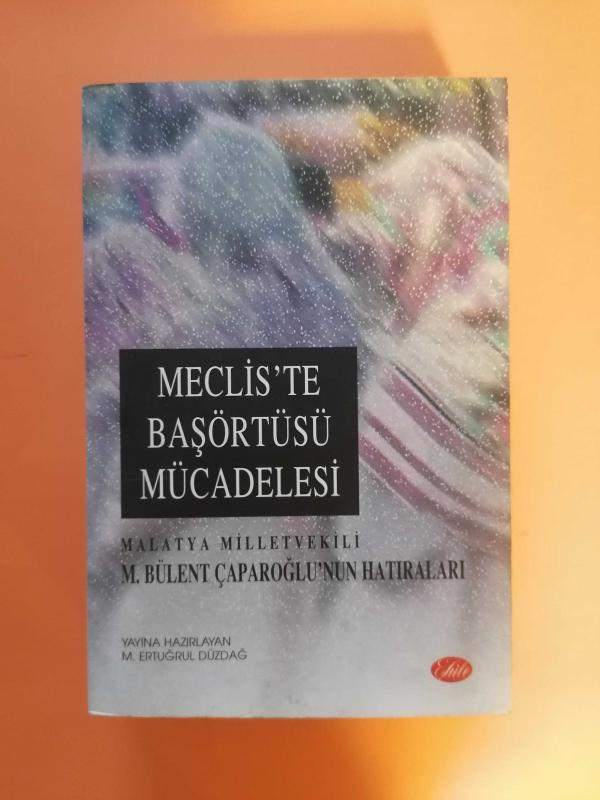 MECLİS'TE
BAŞÖRTÜSÜ
MÜCADELESİ
MALATYA MİLLETVEKİLİ
M. BÜLENT ÇAPAROĞLU'NUN HATIRALARI
YAYINA HAZIRLAYAN
M. ERTUĞRUL DÜZDAĞ